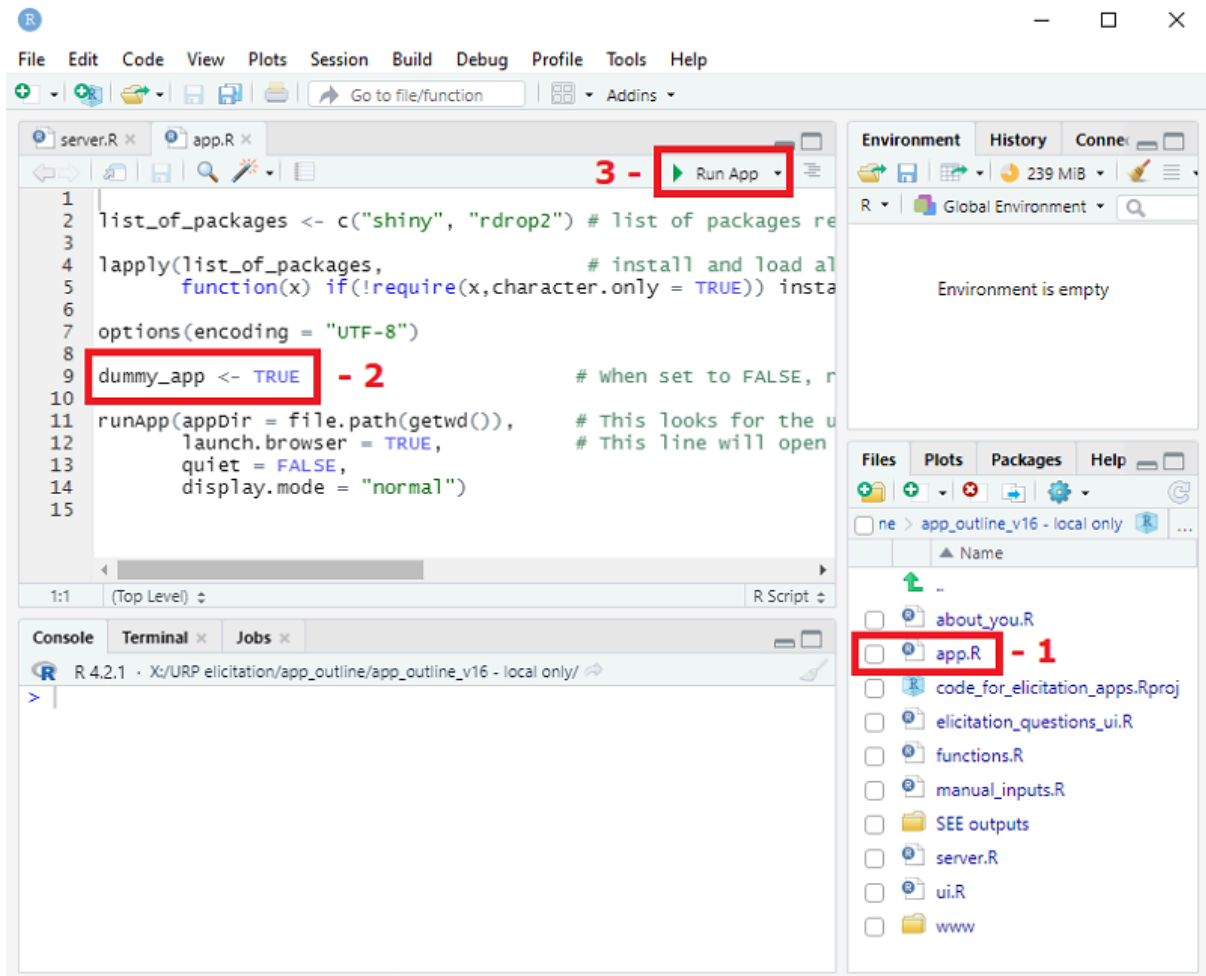 R
File Edit Code View Plots Session Build Debug Profile Tools Help
Go to file/function Addins
server.R app.R
3 - Run App
1
2 list_of_packages <- c("shiny", "rdrop2") # list of packages re
3
4 lapply(list_of_packages, # install and load al
5 function(x) if(!require(x,character.only = TRUE)) insta
6
7 options(encoding = "UTF-8")
8
9 dummy_app <- TRUE - 2 # When set to FALSE, r
10
11 runApp(appDir = file.path(getwd()), # This looks for the u
12 launch.browser = TRUE, # This line will open
13 quiet = FALSE,
14 display.mode = "normal")
15
1:1 (Top Level) R Script
Console Terminal Jobs
R 4.2.1 · X:/URP elicitation/app_outline/app_outline_v16 - local only/
>
Environment History Connec
239 MiB
R Global Environment
Environment is empty
Files Plots Packages Help
ne > app_outline_v16 - local only ...
Name
..
about_you.R
app.R - 1
code_for_elicitation_apps.Rproj
elicitation_questions_ui.R
functions.R
manual_inputs.R
SEE outputs
server.R
ui.R
www